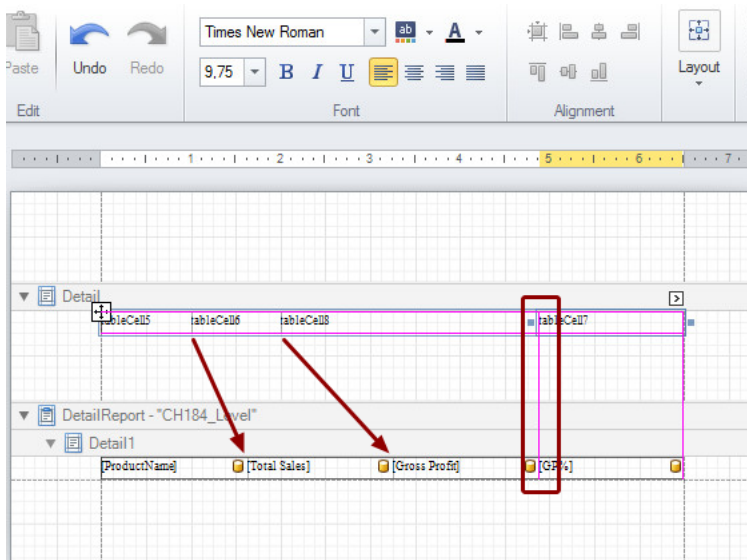 Paste Undo Redo
Times New Roman
ab A
9,75 B I U
Layout
Edit Font Alignment
1 2 3 4 5 6 7
Detail
tableCell5 tableCell6 tableCell8 tableCell7
DetailReport - "CH184_Level"
Detail1
[ProductName] [Total Sales] [Gross Profit] [GP%]